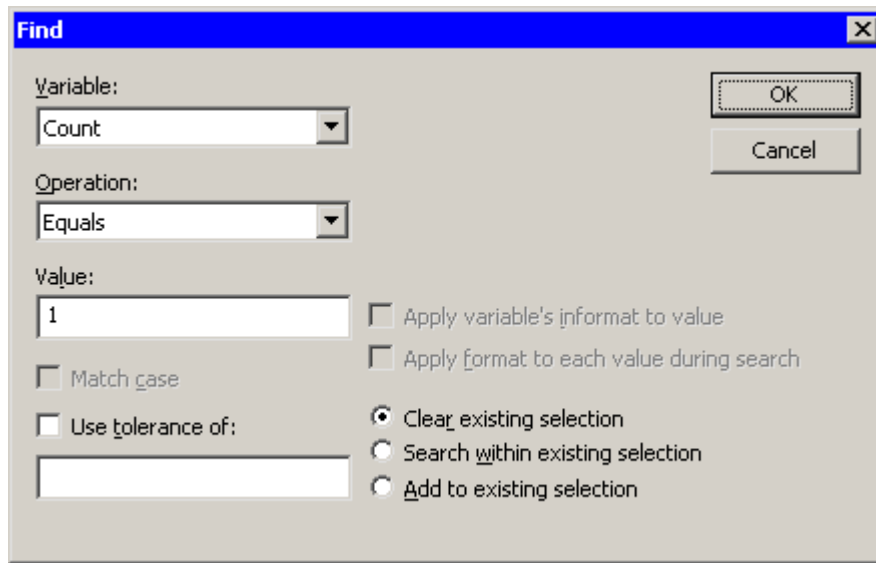 Find
Variable:
Count
OK
Cancel
Operation:
Equals
Value:
1
Apply variable's informat to value
Apply format to each value during search
Match case
Use tolerance of:
Clear existing selection
Search within existing selection
Add to existing selection